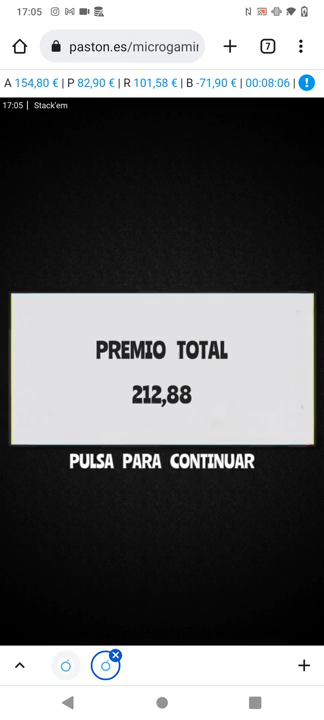 17:05
paston.es/microgamir
7
A 154,80 € | P 82,90 € | R 101,58 € | B -71,90 € | 00:08:06 | !
17:05 | Stack'em
PREMIO TOTAL
212,88
PULSA PARA CONTINUAR